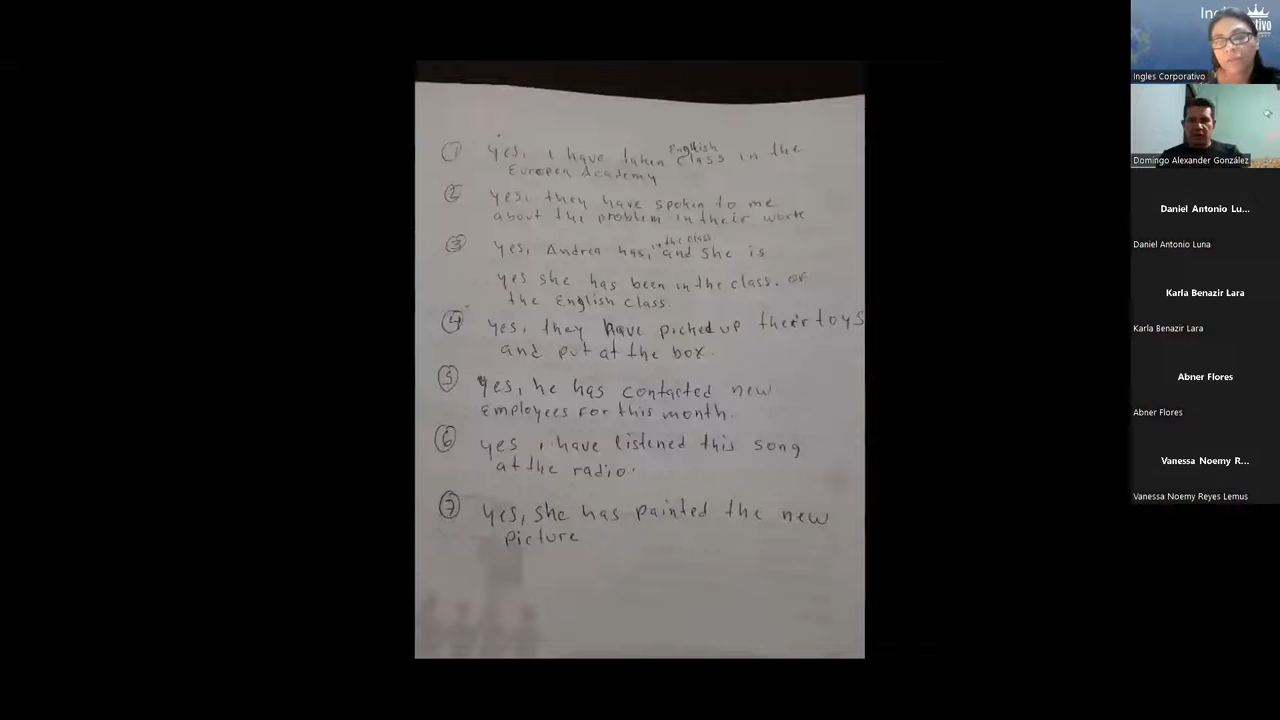 ① yes, I have taken English class in the
Europea Academy
② yes, they have spoken to me
about the problem in their work
③ yes, Andrea has, in the class and she is
yes she has been in the class. or
the English class.
④ yes, they have picked up their toys
and put at the box.
⑤ yes, he has contacted new
employees for this month.
⑥ yes I have listened this song
at the radio.
⑦ yes, she has painted the new
picture
Ingles Corporativo
Domingo Alexander González
Daniel Antonio Lu...
Daniel Antonio Luna
Karla Benazir Lara
Karla Benazir Lara
Abner Flores
Abner Flores
Vanessa Noemy R...
Vanessa Noemy Reyes Lemus